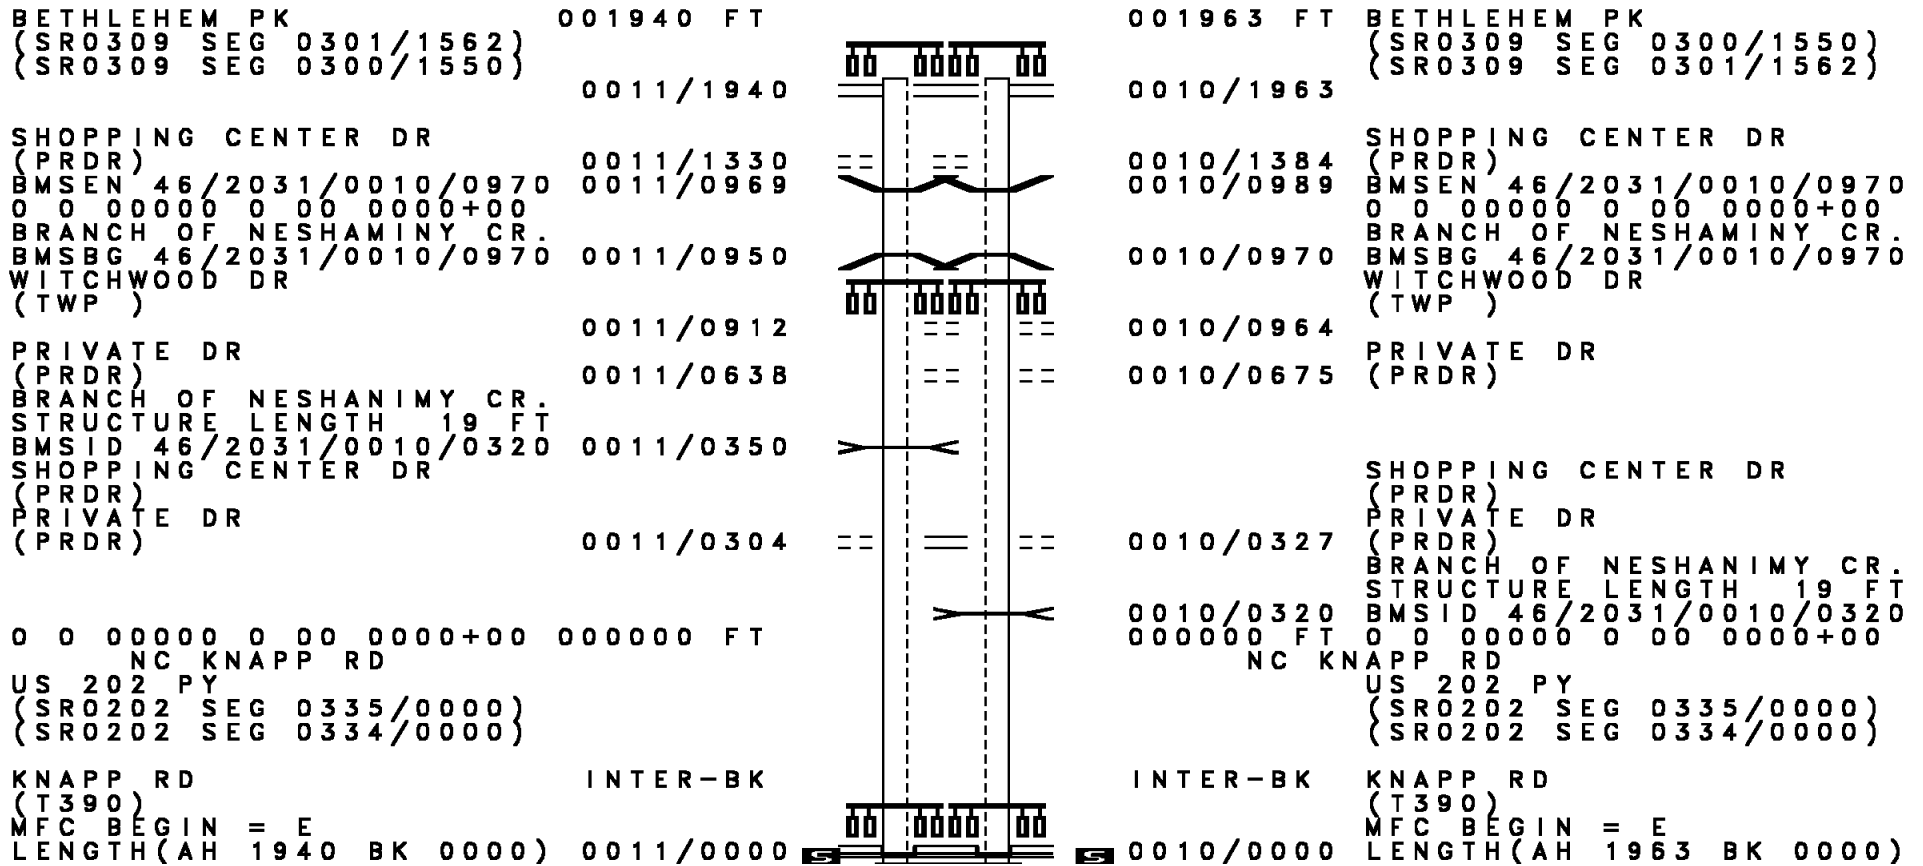 BETHLEHEM PK 001940 FT 001963 FT BETHLEHEM PK
(SR0309 SEG 0301/1562) (SR0309 SEG 0300/1550)
(SR0309 SEG 0300/1550) (SR0309 SEG 0301/1562)
0011/1940 0010/1963
SHOPPING CENTER DR SHOPPING CENTER DR
(PRDR) 0011/1330 0010/1384 (PRDR)
BMSEN 46/2031/0010/0970 0011/0969 0010/0989 BMSEN 46/2031/0010/0970
0 0 00000 0 00 0000+00 0 0 00000 0 00 0000+00
BRANCH OF NESHAMINY CR. BRANCH OF NESHAMINY CR.
BMSBG 46/2031/0010/0970 0011/0950 0010/0970 BMSBG 46/2031/0010/0970
WITCHWOOD DR WITCHWOOD DR
(TWP ) (TWP )
0011/0912 0010/0964
PRIVATE DR PRIVATE DR
(PRDR) 0011/0638 0010/0675 (PRDR)
BRANCH OF NESHANIMY CR.
STRUCTURE LENGTH 19 FT
BMSID 46/2031/0010/0320 0011/0350
SHOPPING CENTER DR SHOPPING CENTER DR
(PRDR) (PRDR)
PRIVATE DR PRIVATE DR
(PRDR) 0011/0304 0010/0327 (PRDR)
BRANCH OF NESHANIMY CR.
STRUCTURE LENGTH 19 FT
0010/0320 BMSID 46/2031/0010/0320
0 0 00000 0 00 0000+00 000000 FT 000000 FT 0 0 00000 0 00 0000+00
NC KNAPP RD NC KNAPP RD
US 202 PY US 202 PY
(SR0202 SEG 0335/0000) (SR0202 SEG 0335/0000)
(SR0202 SEG 0334/0000) (SR0202 SEG 0334/0000)
KNAPP RD INTER-BK INTER-BK KNAPP RD
(T390) (T390)
MFC BEGIN = E MFC BEGIN = E
LENGTH(AH 1940 BK 0000) 0011/0000 S S 0010/0000 LENGTH(AH 1963 BK 0000)